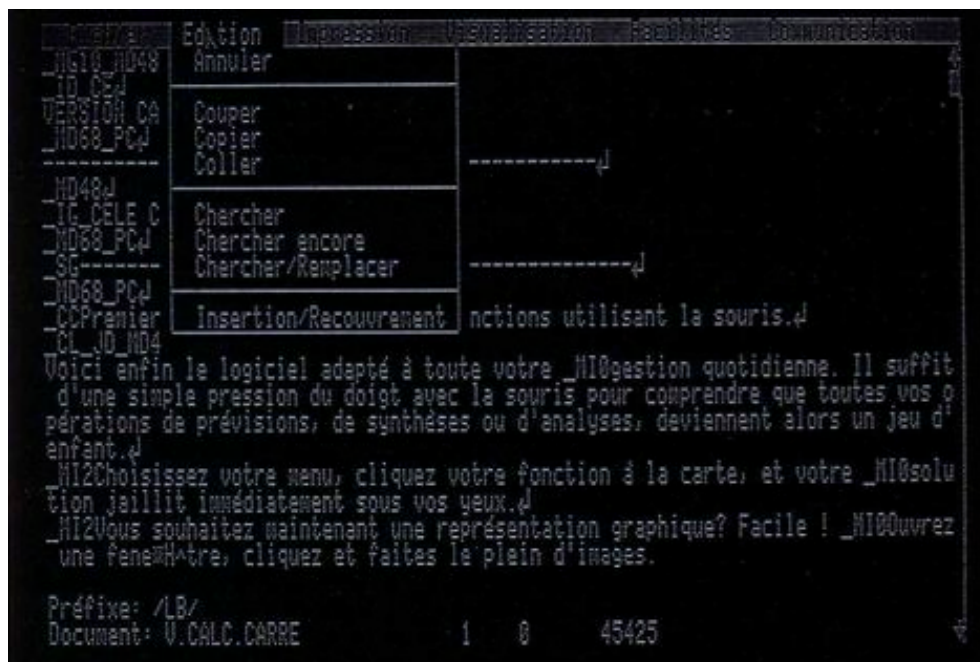 Edition Impression Visualisation Facilités Communication
_MG10_MD48 Annuler
_ID_CE↲
VERSION CA Couper
_MD68_PC↲ Copier
---------- Coller ------------↲
_MD48↲
_IG_CELE C Chercher
_MD68_PC↲ Chercher encore
_SG------- Chercher/Remplacer ---------------↲
_MD68_PC↲
_CCPremier Insertion/Recouvrement nctions utilisant la souris.↲
_CL_JD_MD4
Voici enfin le logiciel adapté à toute votre _MI0gestion quotidienne. Il suffit
d'une simple pression du doigt avec la souris pour comprendre que toutes vos o
pérations de prévisions, de synthèses ou d'analyses, deviennent alors un jeu d'
enfant.↲
_MI2Choisissez votre menu, cliquez votre fonction à la carte, et votre _MI0solu
tion jaillit immédiatement sous vos yeux.↲
_MI2Vous souhaitez maintenant une représentation graphique? Facile ! _MI0Ouvrez
une fene¤H^tre, cliquez et faites le plein d'images.
Préfixe: /LB/
Document: V.CALC.CARRE 1 0 45425